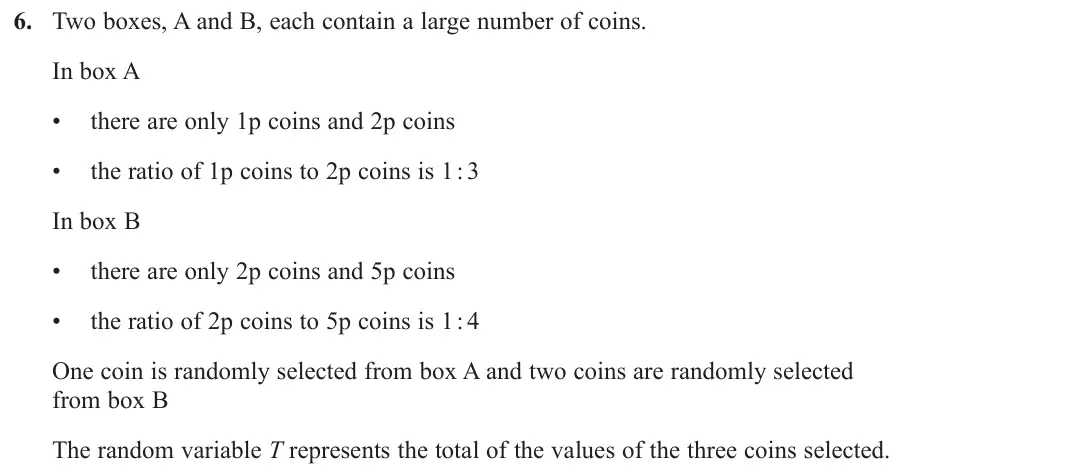 6. Two boxes, A and B, each contain a large number of coins.
In box A
• there are only 1p coins and 2p coins
• the ratio of 1p coins to 2p coins is 1 : 3
In box B
• there are only 2p coins and 5p coins
• the ratio of 2p coins to 5p coins is 1 : 4
One coin is randomly selected from box A and two coins are randomly selected
from box B
The random variable T represents the total of the values of the three coins selected.